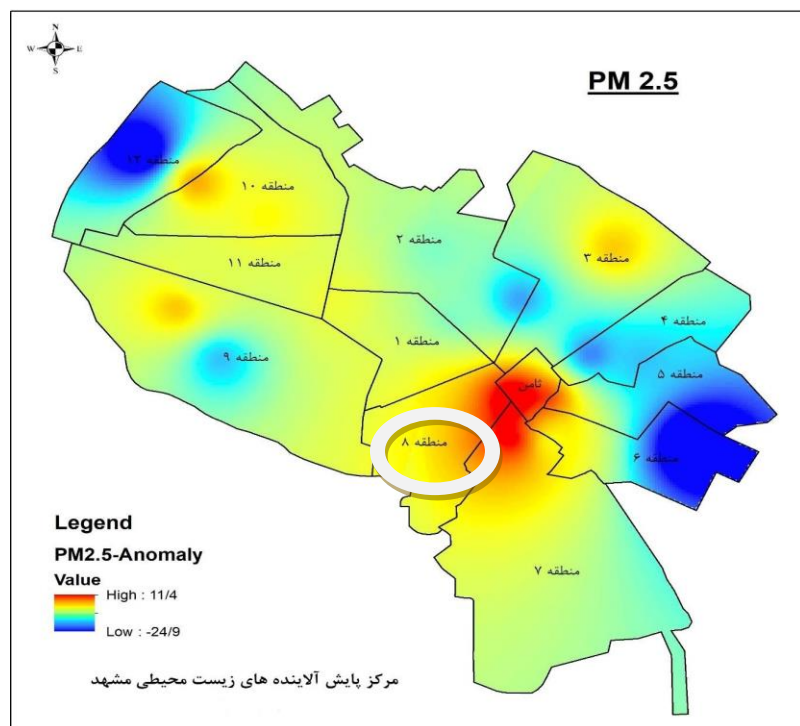 N
W E
S
PM 2.5
منطقه ۱۲
منطقه ۱۰
منطقه ۲
منطقه ۳
منطقه ۱۱
منطقه ۴
منطقه ۱
منطقه ۹
منطقه ۵
ثامن
منطقه ۸
منطقه ۶
منطقه ۷
Legend
PM2.5-Anomaly
Value
High : 11/4
Low : -24/9
مرکز پایش آلاینده های زیست محیطی مشهد